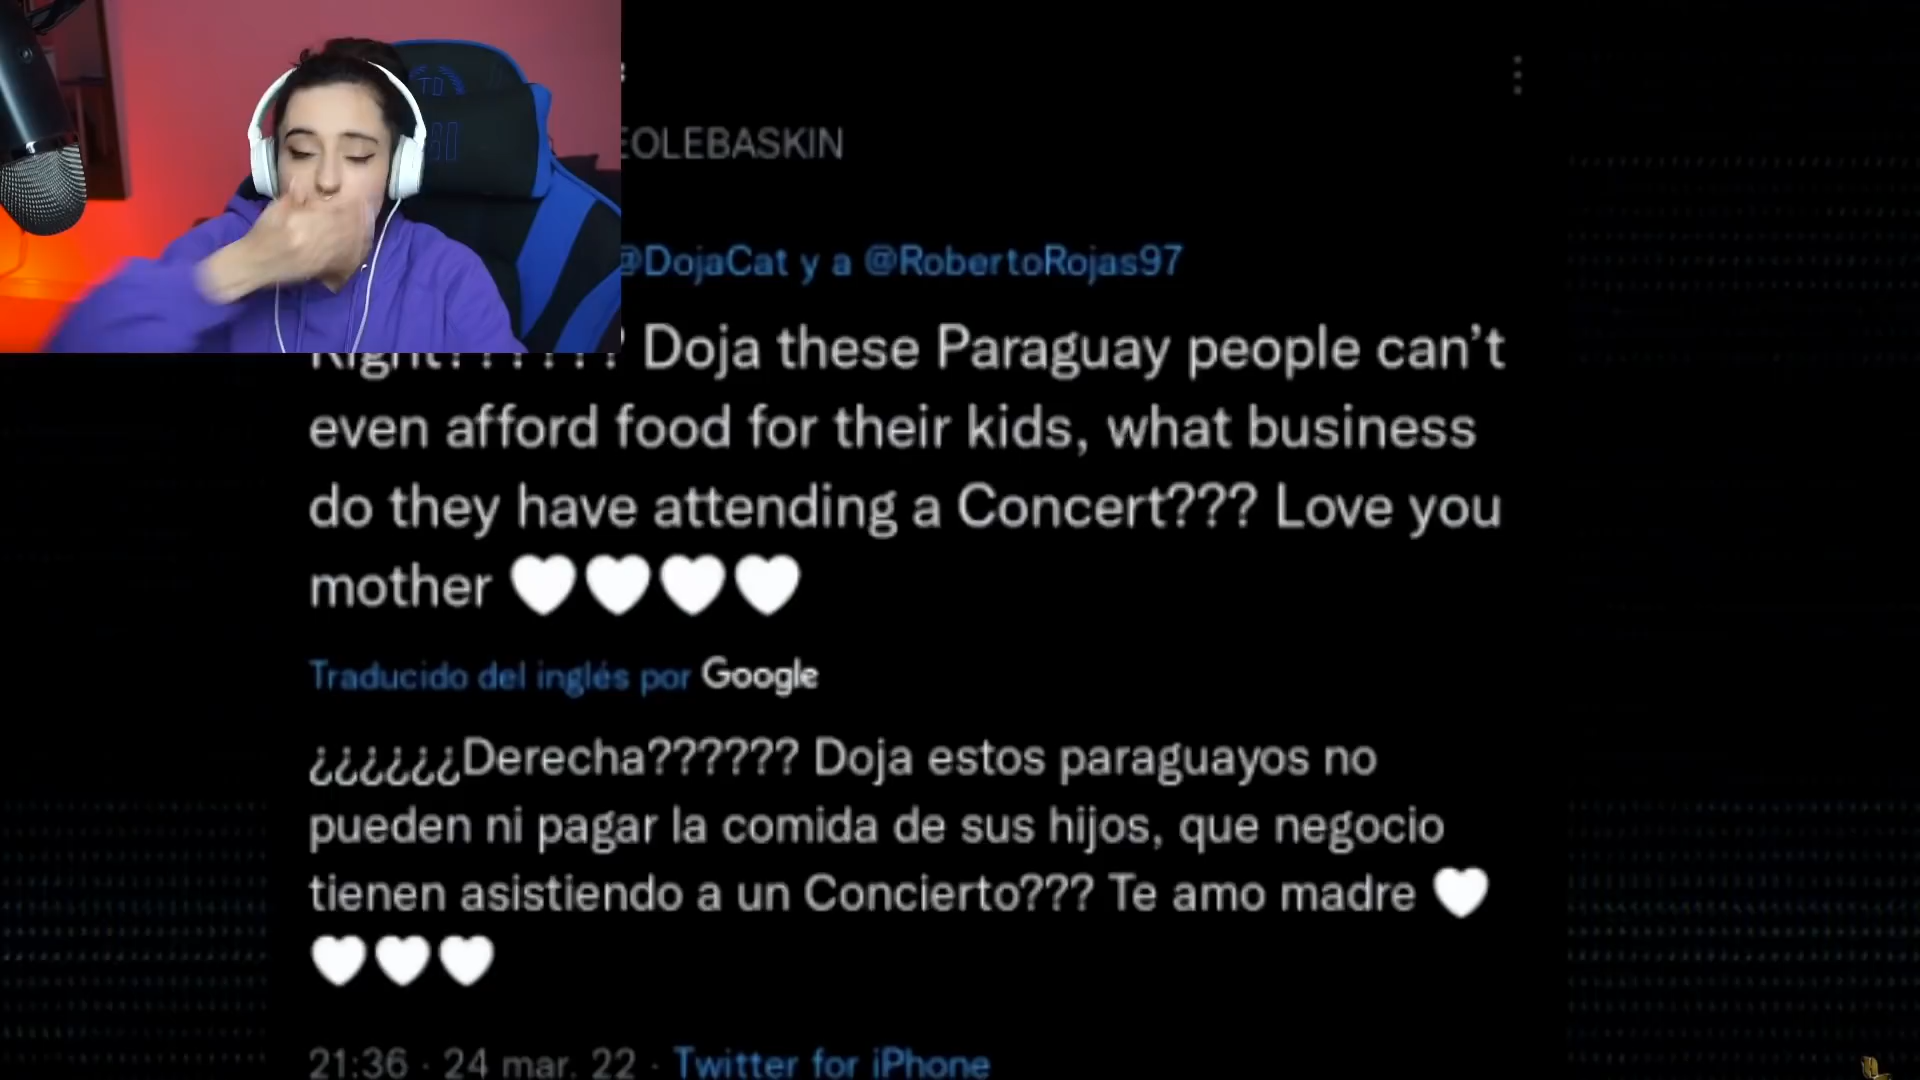 EOLEBASKIN
@DojaCat y a @RobertoRojas97
Right?????? Doja these Paraguay people can’t
even afford food for their kids, what business
do they have attending a Concert??? Love you
mother 🤍🤍🤍🤍
Traducido del inglés por Google
¿¿¿¿¿¿Derecha?????? Doja estos paraguayos no
pueden ni pagar la comida de sus hijos, que negocio
tienen asistiendo a un Concierto??? Te amo madre 🤍
🤍🤍🤍
21:36 · 24 mar. 22 · Twitter for iPhone